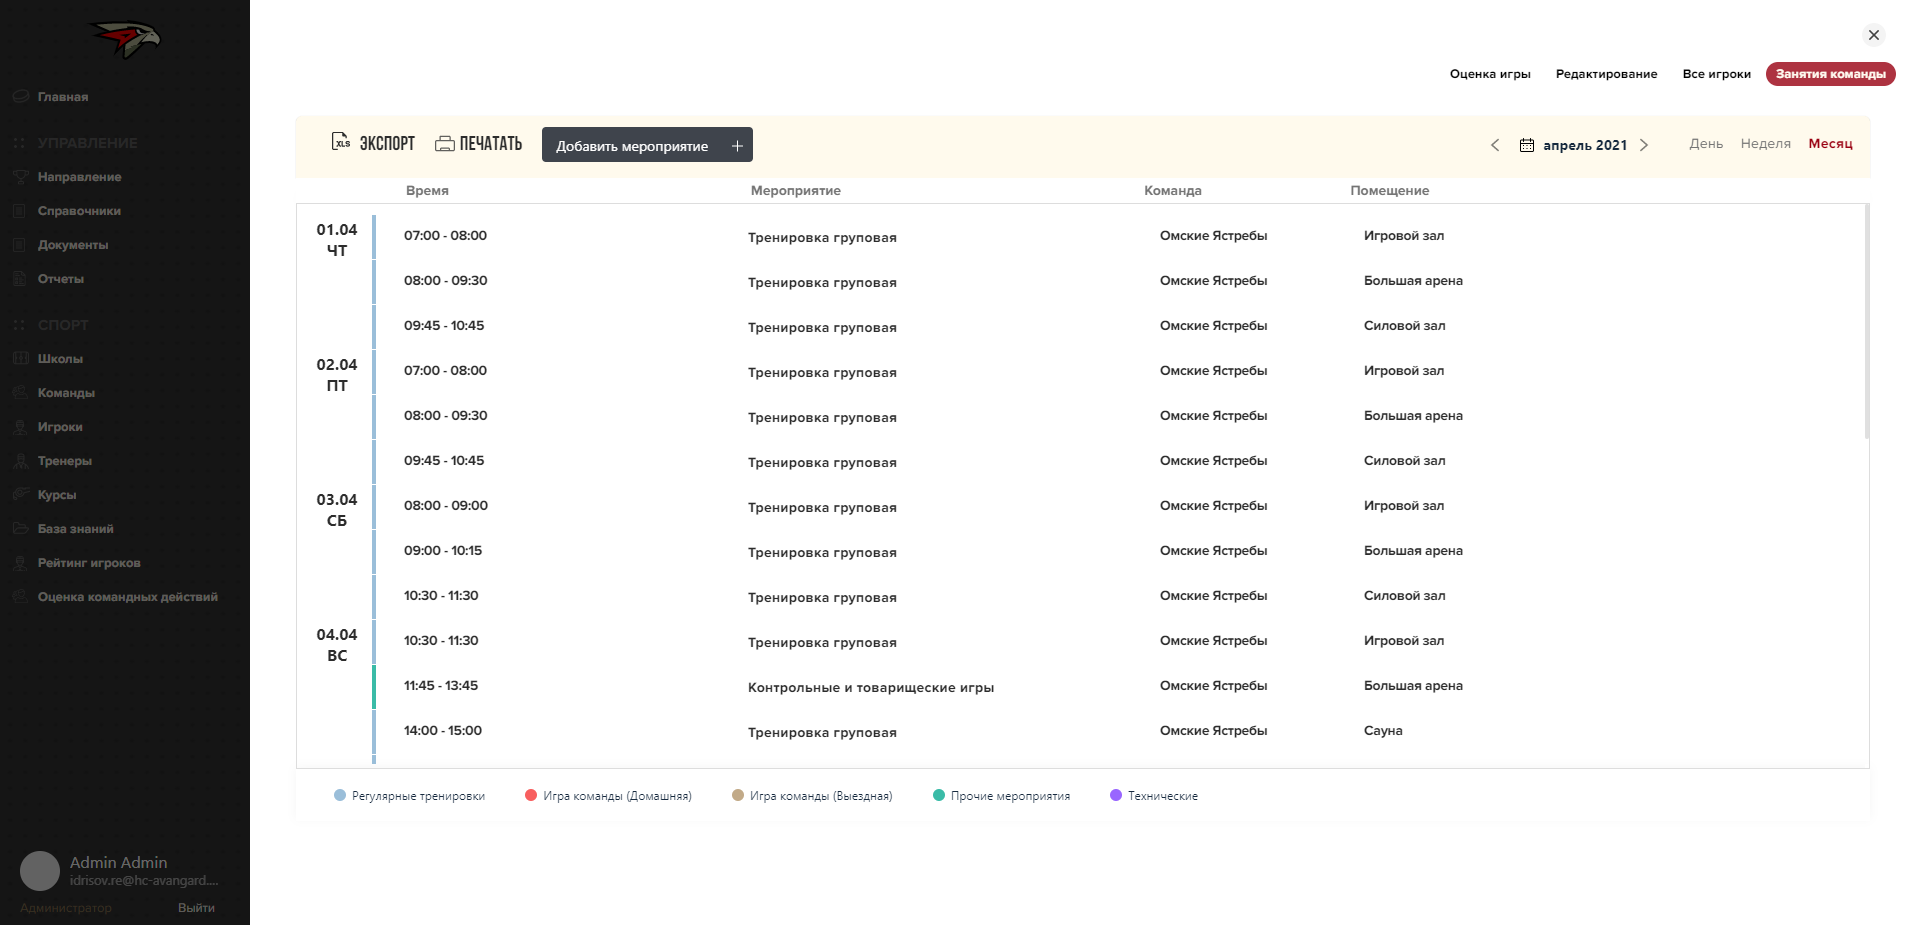 Главная
УПРАВЛЕНИЕ
Направление
Справочники
Документы
Отчеты
СПОРТ
Школы
Команды
Игроки
Тренеры
Курсы
База знаний
Рейтинг игроков
Оценка командных действий
Admin Admin
idrisov.re@hc-avangard....
Администратор Выйти
Оценка игры Редактирование Все игроки Занятия команды
XLS ЭКСПОРТ ПЕЧАТАТЬ Добавить мероприятие + апрель 2021 День Неделя Месяц
Время Мероприятие Команда Помещение
01.04 ЧТ 07:00 - 08:00 Тренировка груповая Омские Ястребы Игровой зал
08:00 - 09:30 Тренировка груповая Омские Ястребы Большая арена
09:45 - 10:45 Тренировка груповая Омские Ястребы Силовой зал
02.04 ПТ 07:00 - 08:00 Тренировка груповая Омские Ястребы Игровой зал
08:00 - 09:30 Тренировка груповая Омские Ястребы Большая арена
09:45 - 10:45 Тренировка груповая Омские Ястребы Силовой зал
03.04 СБ 08:00 - 09:00 Тренировка груповая Омские Ястребы Игровой зал
09:00 - 10:15 Тренировка груповая Омские Ястребы Большая арена
10:30 - 11:30 Тренировка груповая Омские Ястребы Силовой зал
04.04 ВС 10:30 - 11:30 Тренировка груповая Омские Ястребы Игровой зал
11:45 - 13:45 Контрольные и товарищеские игры Омские Ястребы Большая арена
14:00 - 15:00 Тренировка груповая Омские Ястребы Сауна
Регулярные тренировки Игра команды (Домашняя) Игра команды (Выездная) Прочие мероприятия Технические